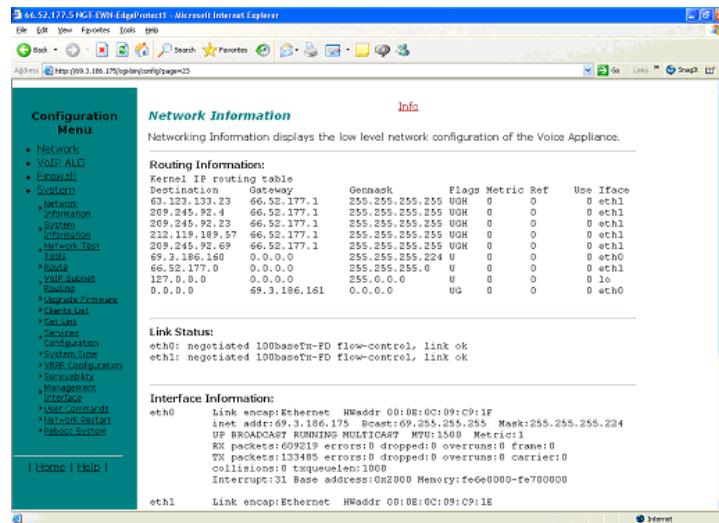 66.52.177.5 NGT-EWN-EdgeProtect1 - Microsoft Internet Explorer
File Edit View Favorites Tools Help
Back Search Favorites
Address http://69.3.186.175/cgi-bin/config?page=23 Go Links SnagIt
Configuration Menu
Network
VoIP ALG
Firewall
System
Network Information
System Information
Network Test Tools
Route
VoIP Subnet Routing
Upgrade Firmware
Clients List
Set Link
Services Configuration
System Time
VRRP Configuration
Survivability
Management Interface
User Commands
Network Restart
Reboot System
| Home | Help |
Network Information
Info
Networking Information displays the low level network configuration of the Voice Appliance.
Routing Information:
Kernel IP routing table
Destination Gateway Genmask Flags Metric Ref Use Iface
63.123.133.23 66.52.177.1 255.255.255.255 UGH 0 0 0 eth1
209.245.92.4 66.52.177.1 255.255.255.255 UGH 0 0 0 eth1
209.245.92.23 66.52.177.1 255.255.255.255 UGH 0 0 0 eth1
212.119.189.57 66.52.177.1 255.255.255.255 UGH 0 0 0 eth1
209.245.92.69 66.52.177.1 255.255.255.255 UGH 0 0 0 eth1
69.3.186.160 0.0.0.0 255.255.255.224 U 0 0 0 eth0
66.52.177.0 0.0.0.0 255.255.255.0 U 0 0 0 eth1
127.0.0.0 0.0.0.0 255.0.0.0 U 0 0 0 lo
0.0.0.0 69.3.186.161 0.0.0.0 UG 0 0 0 eth0
Link Status:
eth0: negotiated 100baseTx-FD flow-control, link ok
eth1: negotiated 100baseTx-FD flow-control, link ok
Interface Information:
eth0 Link encap:Ethernet HWaddr 00:0E:0C:09:C9:1F
inet addr:69.3.186.175 Bcast:69.255.255.255 Mask:255.255.255.224
UP BROADCAST RUNNING MULTICAST MTU:1500 Metric:1
RX packets:609219 errors:0 dropped:0 overruns:0 frame:0
TX packets:133485 errors:0 dropped:0 overruns:0 carrier:0
collisions:0 txqueuelen:1000
Interrupt:31 Base address:0x2000 Memory:fe6e0000-fe700000
eth1 Link encap:Ethernet HWaddr 00:0E:0C:09:C9:1E
Internet